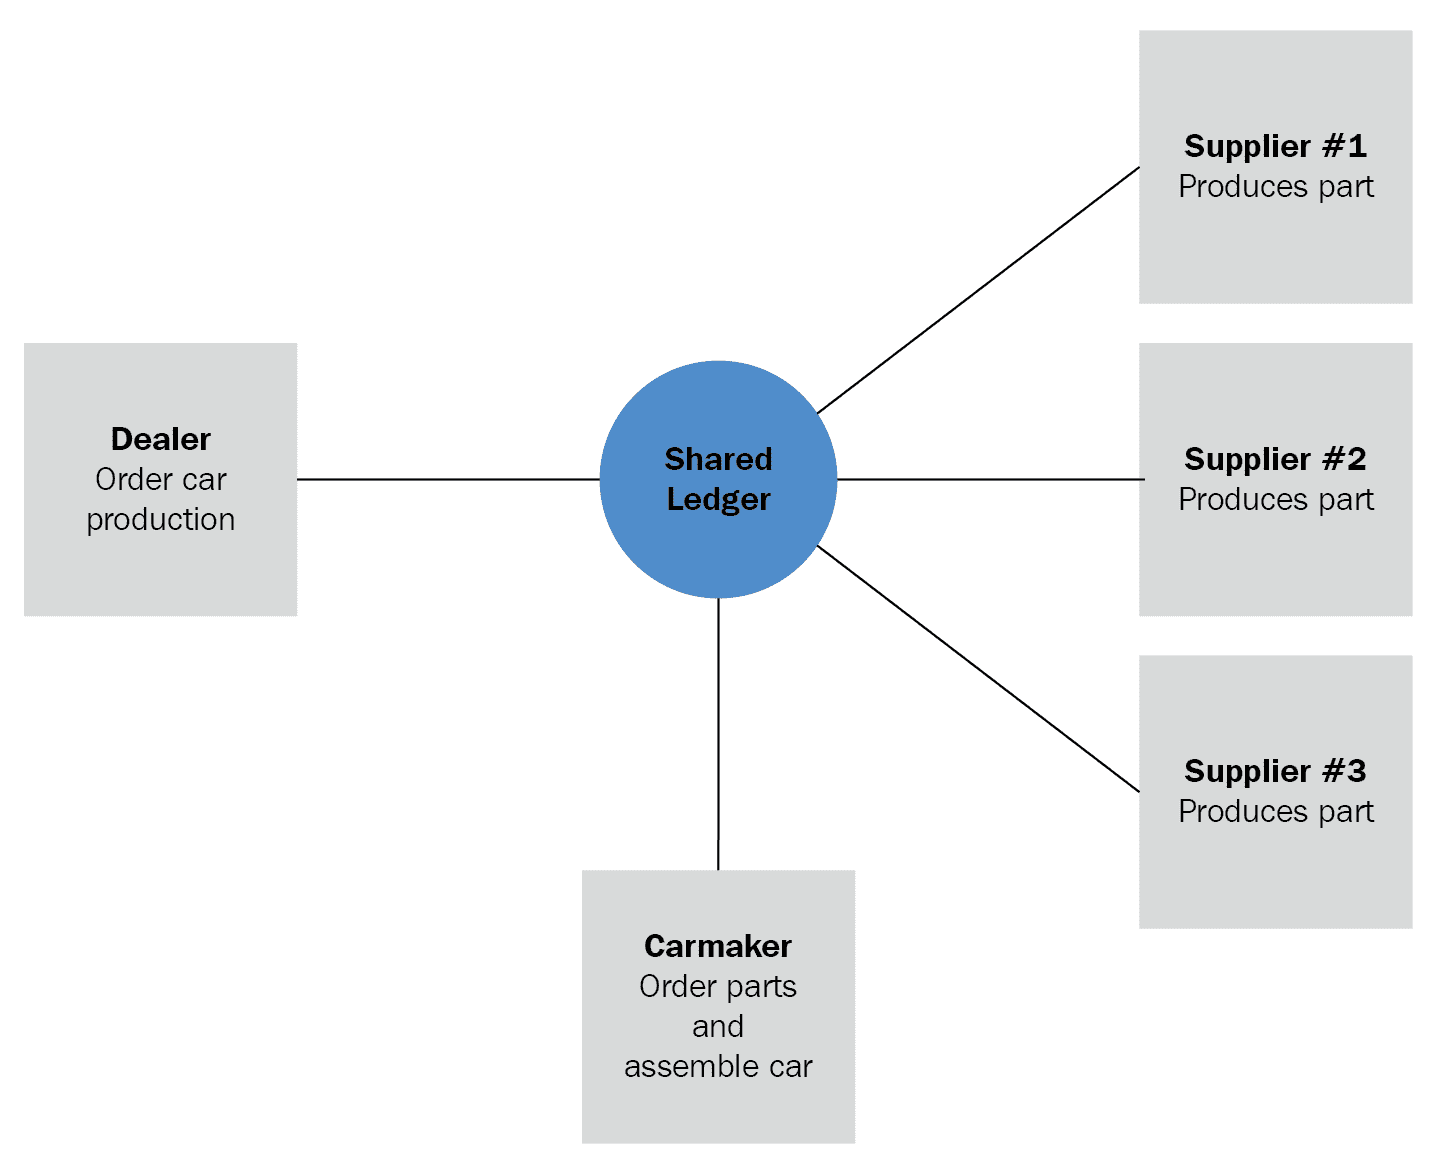 Supplier #1
Produces part
Dealer
Order car
production
Shared
Ledger
Supplier #2
Produces part
Supplier #3
Produces part
Carmaker
Order parts
and
assemble car